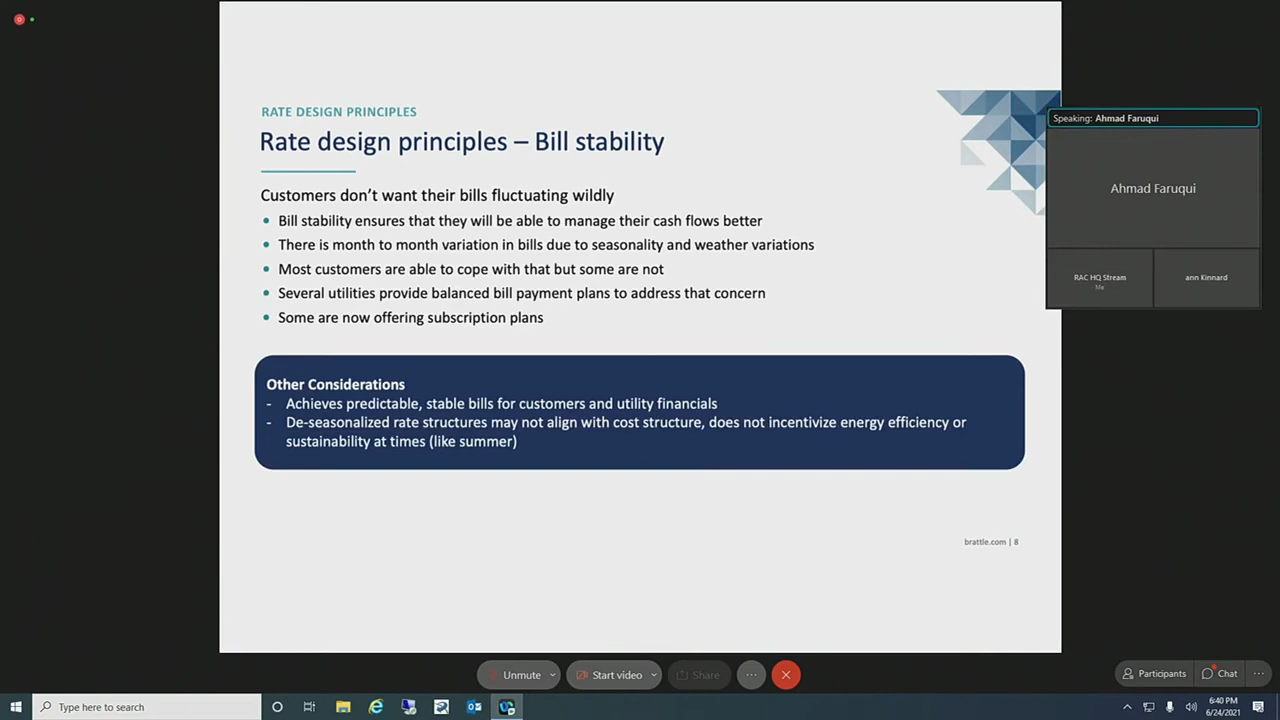 RATE DESIGN PRINCIPLES
Rate design principles – Bill stability
Customers don't want their bills fluctuating wildly
• Bill stability ensures that they will be able to manage their cash flows better
• There is month to month variation in bills due to seasonality and weather variations
• Most customers are able to cope with that but some are not
• Several utilities provide balanced bill payment plans to address that concern
• Some are now offering subscription plans
Other Considerations
- Achieves predictable, stable bills for customers and utility financials
- De-seasonalized rate structures may not align with cost structure, does not incentivize energy efficiency or
sustainability at times (like summer)
brattle.com | 8
Speaking: Ahmad Faruqui
Ahmad Faruqui
RAC HQ Stream
Me
ann Kinnard
Unmute
Start video
Share
Participants
Chat
Type here to search
6:40 PM
6/24/2021